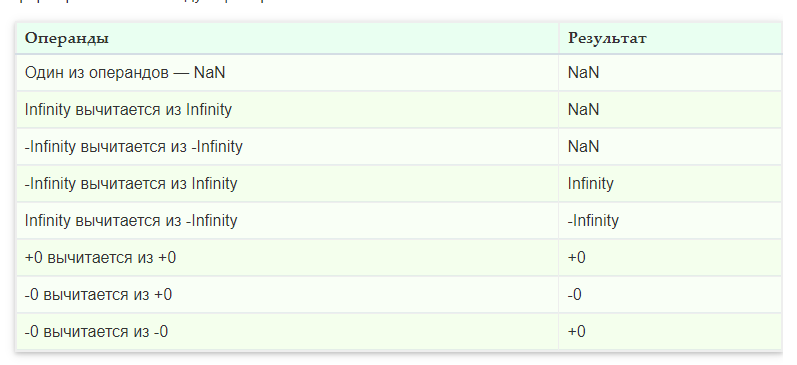 Операнды Результат
Один из операндов — NaN NaN
Infinity вычитается из Infinity NaN
-Infinity вычитается из -Infinity NaN
-Infinity вычитается из Infinity Infinity
Infinity вычитается из -Infinity -Infinity
+0 вычитается из +0 +0
-0 вычитается из +0 -0
-0 вычитается из -0 +0